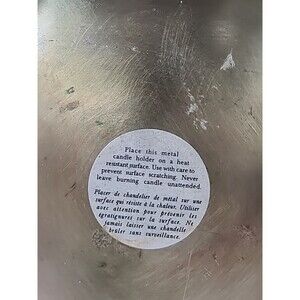 Place this metal
candle holder on a heat
resistant surface. Use with care to
prevent surface scratching. Never
leave burning candle unattended.
Placer de chandelier de métal sur une
surface qui résiste à la chaleur. Utiliser
avec attention pour prévenir les
égratignures sur la surface. Ne
jamais laisser une chandelle
brûler sans surveillance.